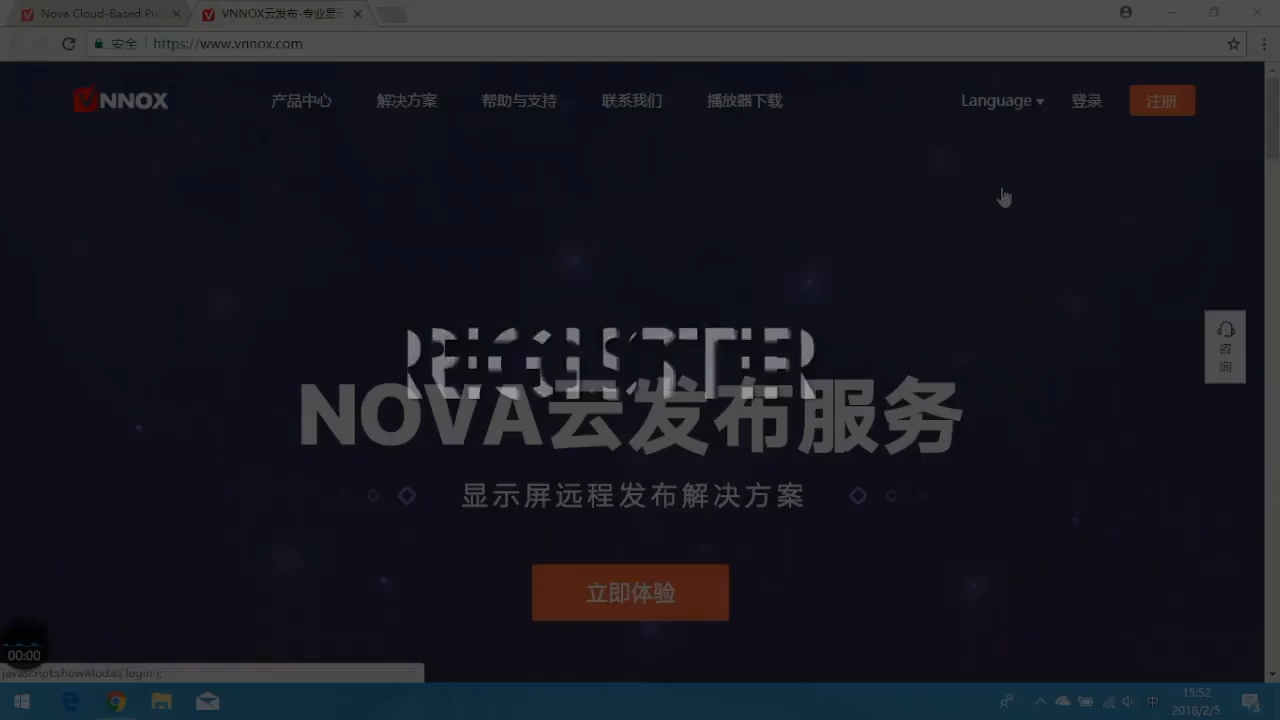 Nova Cloud-Based Pu
VNNOX云发布-专业显示
安全
https://www.vnnox.com
VNNOX
产品中心
解决方案
帮助与支持
联系我们
播放器下载
Language
登录
注册
REGISTER
NOVA云发布服务
显示屏远程发布解决方案
立即体验
咨询
00:00
javascript:showModal('login');
中
15:52
2018/2/5